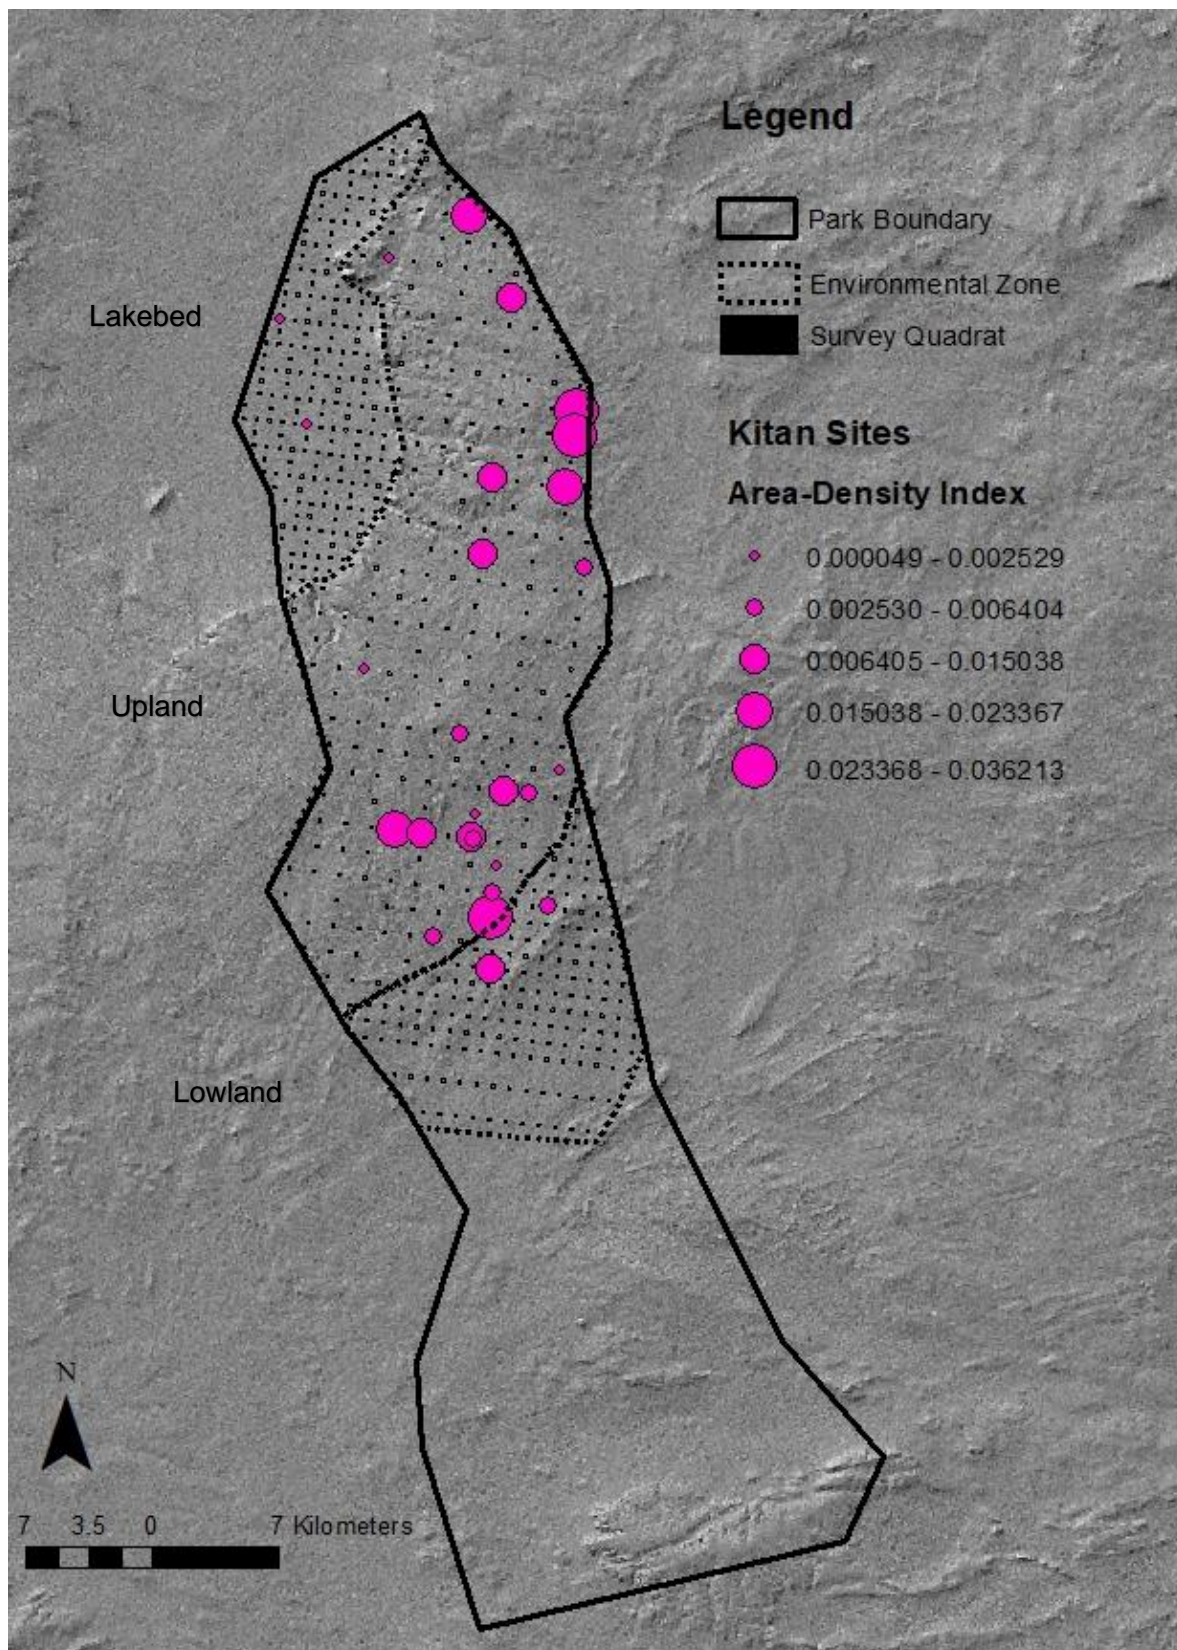 Legend
Park Boundary
Environmental Zone
Survey Quadrat
Kitan Sites
Area-Density Index
0.000049 - 0.002529
0.002530 - 0.006404
0.006405 - 0.015038
0.015038 - 0.023367
0.023368 - 0.036213
Lakebed
Upland
Lowland
N
7 3.5 0 7 Kilometers